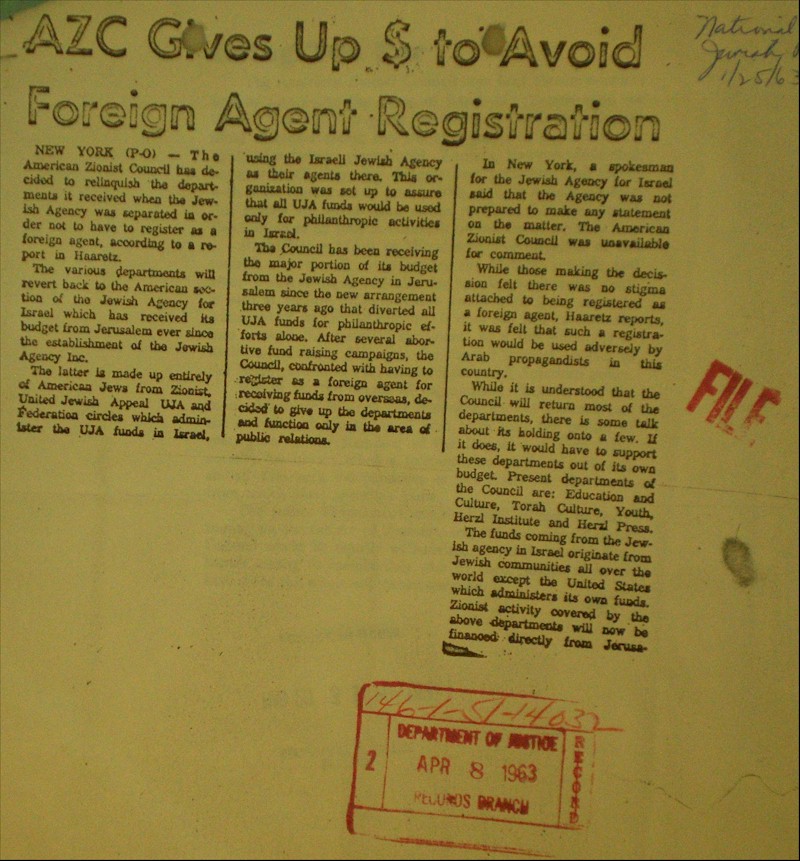 AZC Gives Up $ to Avoid
Foreign Agent Registration
National
Jewish
1/25/63
NEW YORK (P-O) — The
American Zionist Council has de-
cided to relinquish the depart-
ments it received when the Jew-
ish Agency was separated in or-
der not to have to register as a
foreign agent, according to a re-
port in Haaretz.
The various departments will
revert back to the American sec-
tion of the Jewish Agency for
Israel which has received its
budget from Jerusalem ever since
the establishment of the Jewish
Agency Inc.
The latter is made up entirely
of American Jews from Zionist,
United Jewish Appeal UJA and
Federation circles which admin-
ister the UJA funds in Israel,
using the Israeli Jewish Agency
as their agents there. This or-
ganization was set up to assure
that all UJA funds would be used
only for philanthropic activities
in Israel.
The Council has been receiving
the major portion of its budget
from the Jewish Agency in Jeru-
salem since the new arrangement
three years ago that diverted all
UJA funds for philanthropic ef-
forts alone. After several abor-
tive fund raising campaigns, the
Council, confronted with having to
register as a foreign agent for
receiving funds from overseas, de-
cided to give up the departments
and function only in the area of
public relations.
In New York, a spokesman
for the Jewish Agency for Israel
said that the Agency was not
prepared to make any statement
on the matter. The American
Zionist Council was unavailable
for comment.
While those making the decis-
sion felt there was no stigma
attached to being registered as
a foreign agent, Haaretz reports,
it was felt that such a registra-
tion would be used adversely by
Arab propagandists in this
country.
While it is understood that the
Council will return most of the
departments, there is some talk
about its holding onto a few. If
it does, it would have to support
these departments out of its own
budget. Present departments of
the Council are: Education and
Culture, Torah Culture, Youth,
Herzl Institute and Herzl Press.
The funds coming from the Jew-
ish agency in Israel originate from
Jewish communities all over the
world except the United States
which administers its own funds.
Zionist activity covered by the
above departments will now be
financed directly from Jerusa-
FILE
146-1-51-14032
DEPARTMENT OF JUSTICE
2
APR 8 1963
RECORDS BRANCH
RECORD